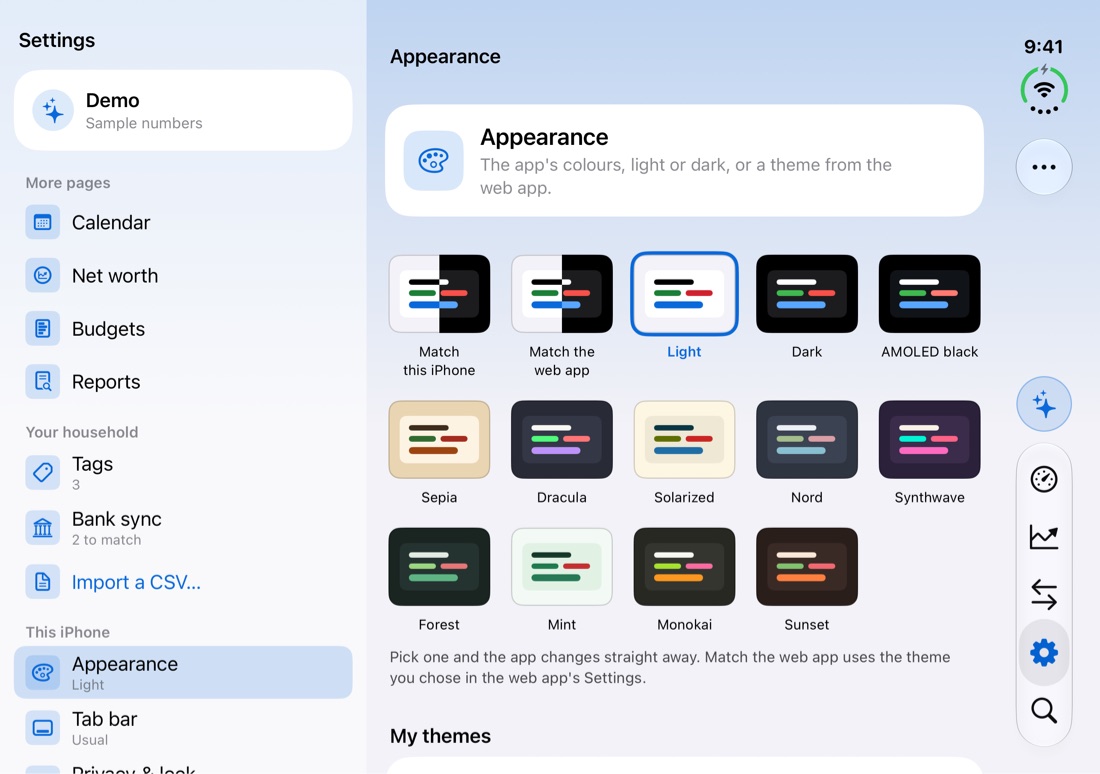 Settings
Demo
Sample numbers
More pages
Calendar
Net worth
Budgets
Reports
Your household
Tags
3
Bank sync
2 to match
Import a CSV...
This iPhone
Appearance
Light
Tab bar
Usual
Privacy & lock
Appearance
Appearance
The app's colours, light or dark, or a theme from the
web app.
Match
this iPhone
Match the
web app
Light
Dark
AMOLED black
Sepia
Dracula
Solarized
Nord
Synthwave
Forest
Mint
Monokai
Sunset
Pick one and the app changes straight away. Match the web app uses the theme
you chose in the web app's Settings.
My themes
9:41